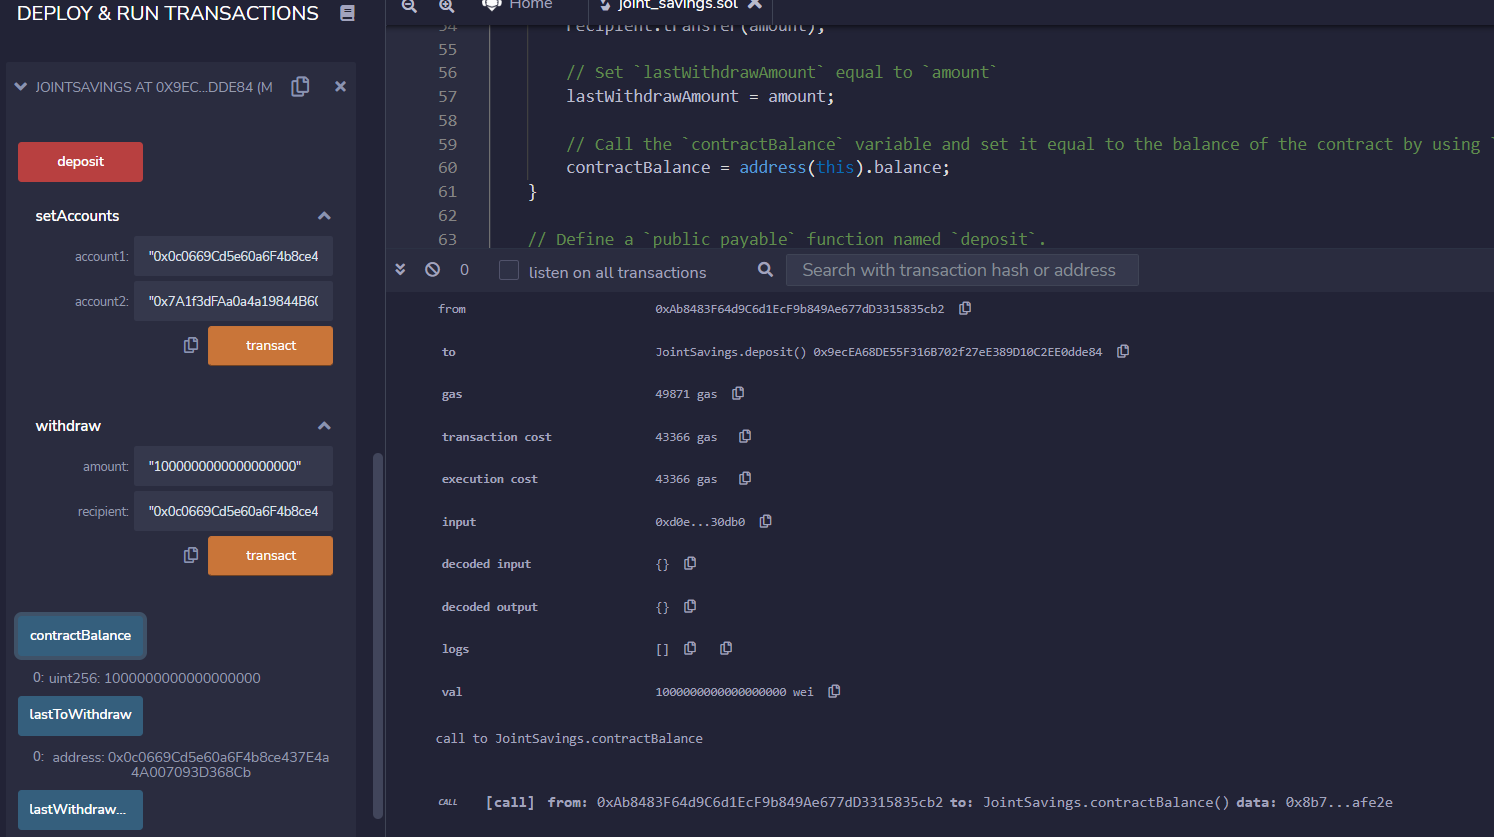 DEPLOY & RUN TRANSACTIONS
JOINTSAVINGS AT 0X9EC...DDE84 (M
deposit
setAccounts
account1: "0x0c0669Cd5e60a6F4b8ce4
account2: "0x7A1f3dFAa0a4a19844B60
transact
withdraw
amount: "1000000000000000000"
recipient: "0x0c0669Cd5e60a6F4b8ce4
transact
contractBalance
0: uint256: 1000000000000000000
lastToWithdraw
0: address: 0x0c0669Cd5e60a6F4b8ce437E4a
4A007093D368Cb
lastWithdraw...
Home joint_savings.sol
54 recipient.transfer(amount);
55
56 // Set `lastWithdrawAmount` equal to `amount`
57 lastWithdrawAmount = amount;
58
59 // Call the `contractBalance` variable and set it equal to the balance of the contract by using `
60 contractBalance = address(this).balance;
61 }
62
63 // Define a `public payable` function named `deposit`.
0 listen on all transactions Search with transaction hash or address
from 0xAb8483F64d9C6d1EcF9b849Ae677dD3315835cb2
to JointSavings.deposit() 0x9ecEA68DE55F316B702f27eE389D10C2EE0dde84
gas 49871 gas
transaction cost 43366 gas
execution cost 43366 gas
input 0xd0e...30db0
decoded input {}
decoded output {}
logs []
val 1000000000000000000 wei
call to JointSavings.contractBalance
CALL [call] from: 0xAb8483F64d9C6d1EcF9b849Ae677dD3315835cb2 to: JointSavings.contractBalance() data: 0x8b7...afe2e